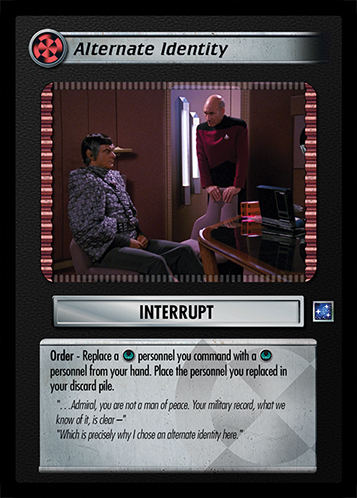 Alternate Identity
INTERRUPT
Order - Replace a personnel you command with a
personnel from your hand. Place the personnel you replaced in
your discard pile.
"…Admiral, you are not a man of peace. Your military record, what we
know of it, is clear –"
"Which is precisely why I chose an alternate identity here."